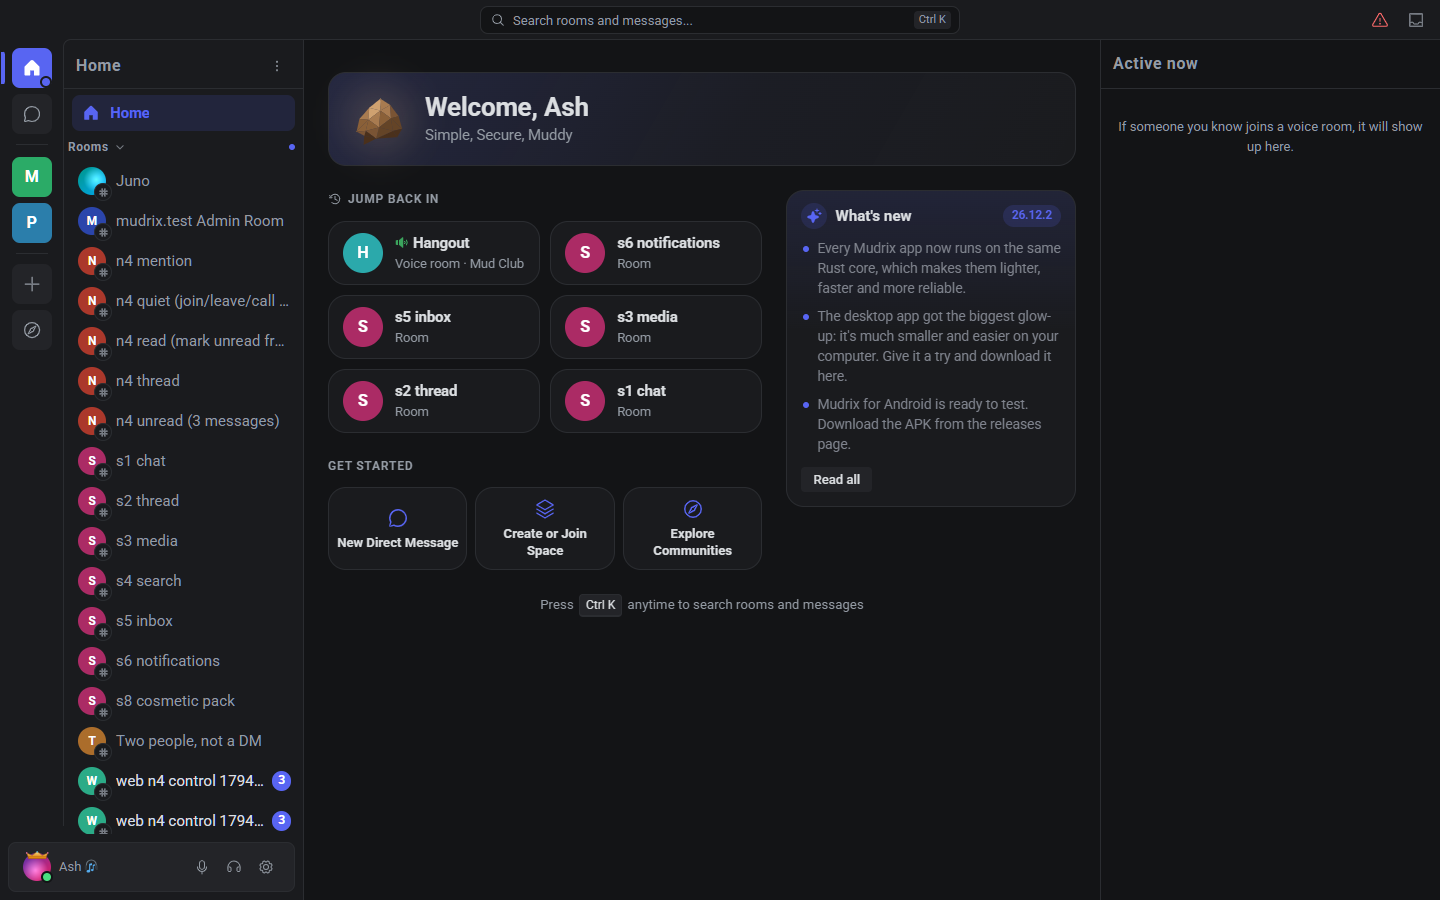 Search rooms and messages...
Ctrl K
Home
Home
Rooms
Juno
M
mudrix.test Admin Room
N
n4 mention
N
n4 quiet (join/leave/call ...
N
n4 read (mark unread fr...
N
n4 thread
N
n4 unread (3 messages)
S
s1 chat
S
s2 thread
S
s3 media
S
s4 search
S
s5 inbox
S
s6 notifications
S
s8 cosmetic pack
T
Two people, not a DM
W
web n4 control 1794...
3
W
web n4 control 1794...
3
M
P
Ash
Welcome, Ash
Simple, Secure, Muddy
JUMP BACK IN
H
Hangout
Voice room · Mud Club
S
s6 notifications
Room
S
s5 inbox
Room
S
s3 media
Room
S
s2 thread
Room
S
s1 chat
Room
GET STARTED
New Direct Message
Create or Join
Space
Explore
Communities
Press Ctrl K anytime to search rooms and messages
What's new
26.12.2
Every Mudrix app now runs on the same
Rust core, which makes them lighter,
faster and more reliable.
The desktop app got the biggest glow-
up: it's much smaller and easier on your
computer. Give it a try and download it
here.
Mudrix for Android is ready to test.
Download the APK from the releases
page.
Read all
Active now
If someone you know joins a voice room, it will show
up here.